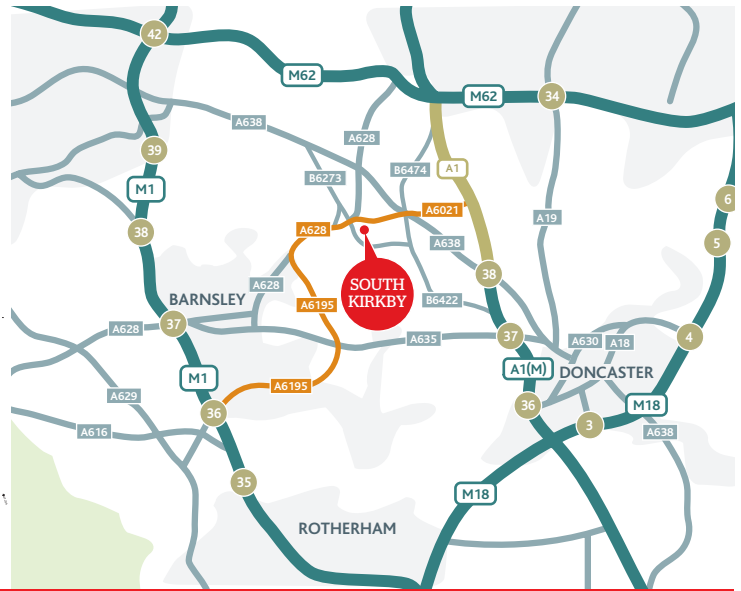 42
M62
M62
34
A638
A628
39
B6273
B6474
A1
M1
6
A6021
A19
38
A628
A638
5
38
A628
SOUTH
KIRKBY
BARNSLEY
A6195
B6422
37
A628
A635
37
A630
A18
4
A1(M)
DONCASTER
M1
A6195
A629
36
36
M18
A616
3
A638
35
M18
ROTHERHAM